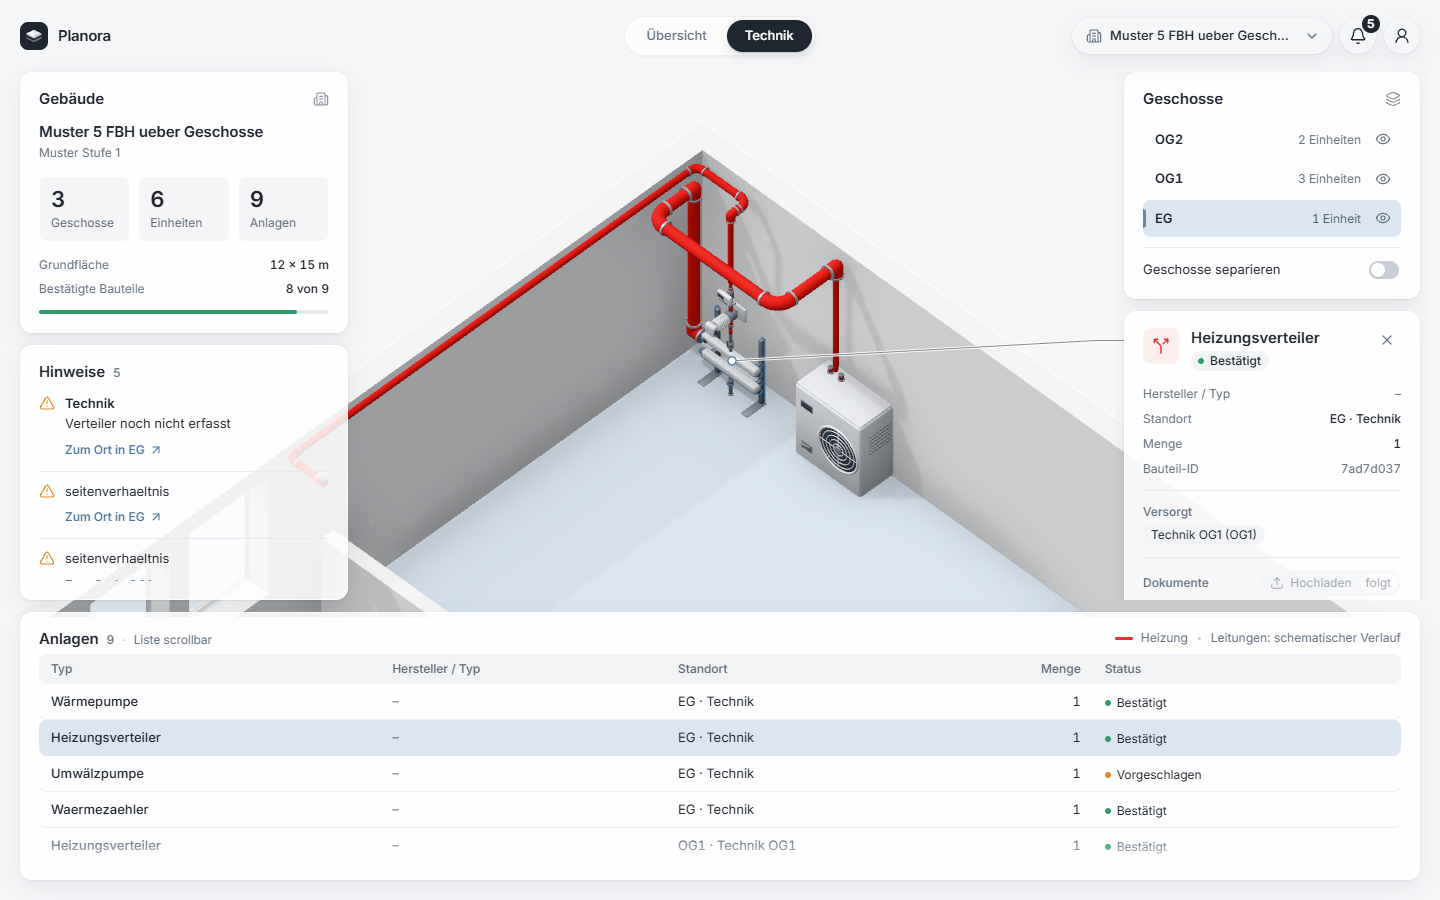 Planora
Übersicht
Technik
Muster 5 FBH ueber Gesch...
5
Gebäude
Muster 5 FBH ueber Geschosse
Muster Stufe 1
3
Geschosse
6
Einheiten
9
Anlagen
Grundfläche
12 × 15 m
Bestätigte Bauteile
8 von 9
Hinweise 5
Technik
Verteiler noch nicht erfasst
Zum Ort in EG
seitenverhaeltnis
Zum Ort in EG
seitenverhaeltnis
Geschosse
OG2
2 Einheiten
OG1
3 Einheiten
EG
1 Einheit
Geschosse separieren
Heizungsverteiler
Bestätigt
Hersteller / Typ
–
Standort
EG · Technik
Menge
1
Bauteil-ID
7ad7d037
Versorgt
Technik OG1 (OG1)
Dokumente
Hochladen
folgt
Anlagen 9 · Liste scrollbar
Heizung · Leitungen: schematischer Verlauf
Typ
Hersteller / Typ
Standort
Menge
Status
Wärmepumpe
–
EG · Technik
1
Bestätigt
Heizungsverteiler
–
EG · Technik
1
Bestätigt
Umwälzpumpe
–
EG · Technik
1
Vorgeschlagen
Waermezaehler
–
EG · Technik
1
Bestätigt
Heizungsverteiler
–
OG1 · Technik OG1
1
Bestätigt